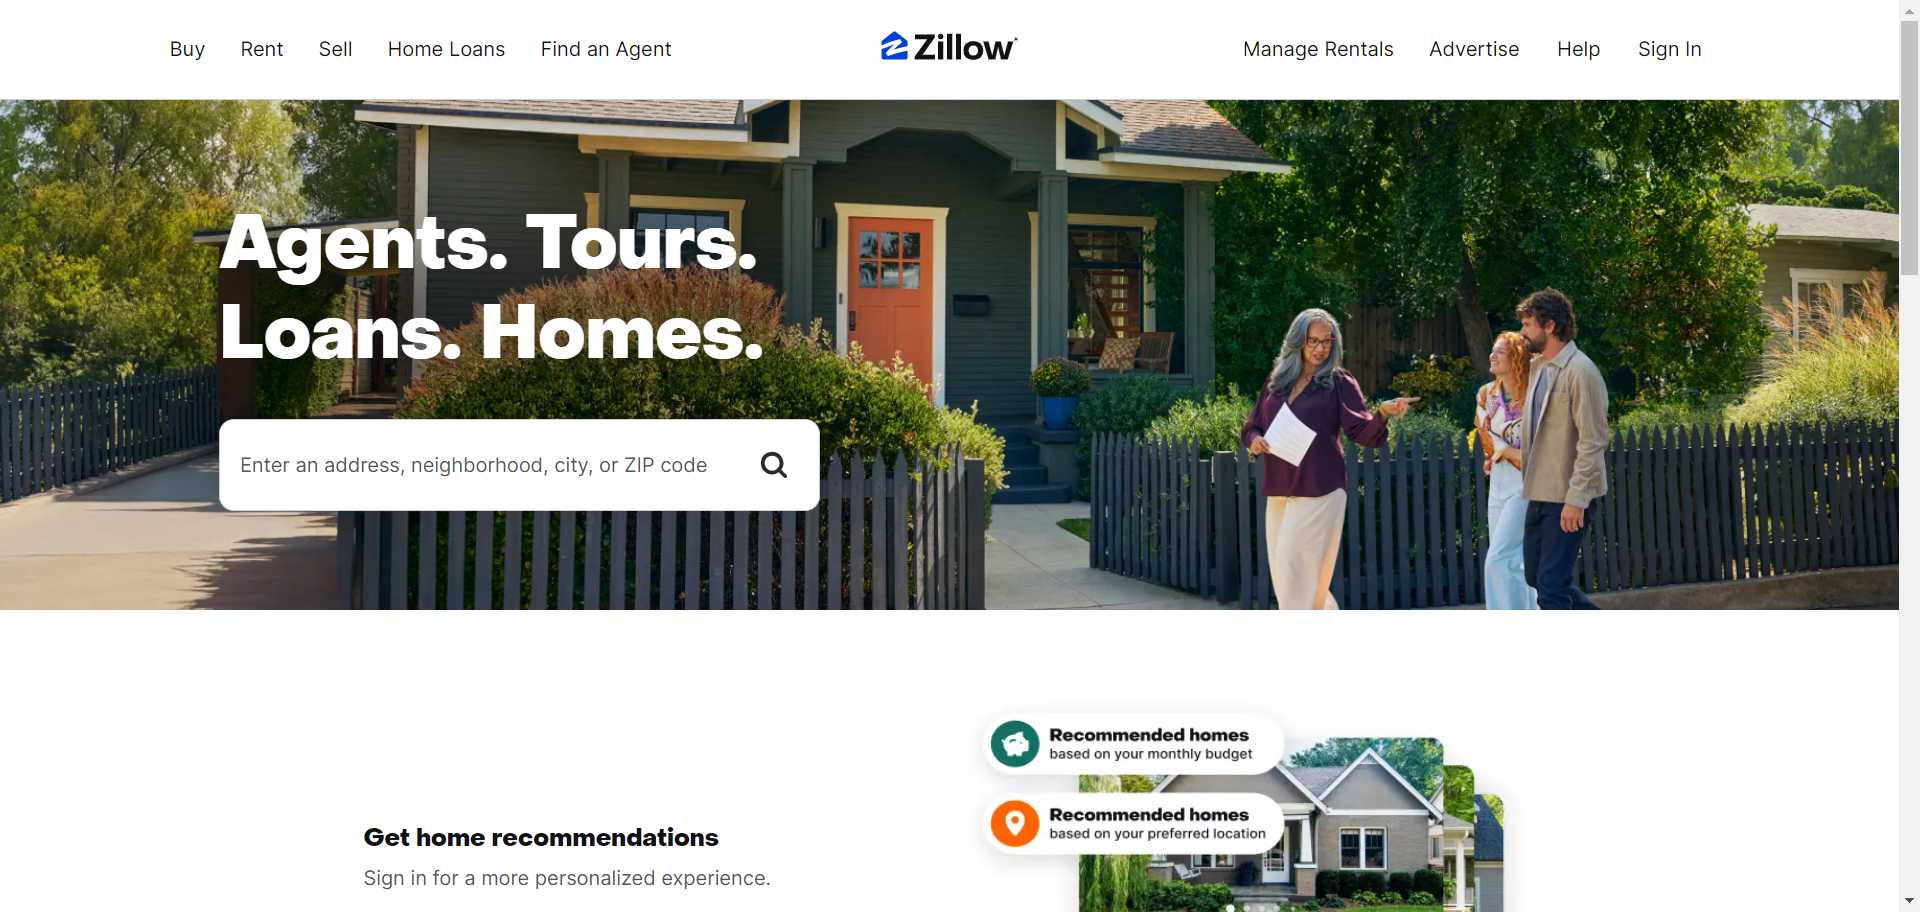 Buy Rent Sell Home Loans Find an Agent
Zillow
Manage Rentals Advertise Help Sign In
Agents. Tours.
Loans. Homes.
Enter an address, neighborhood, city, or ZIP code
Get home recommendations
Sign in for a more personalized experience.
Recommended homes
based on your monthly budget
Recommended homes
based on your preferred location